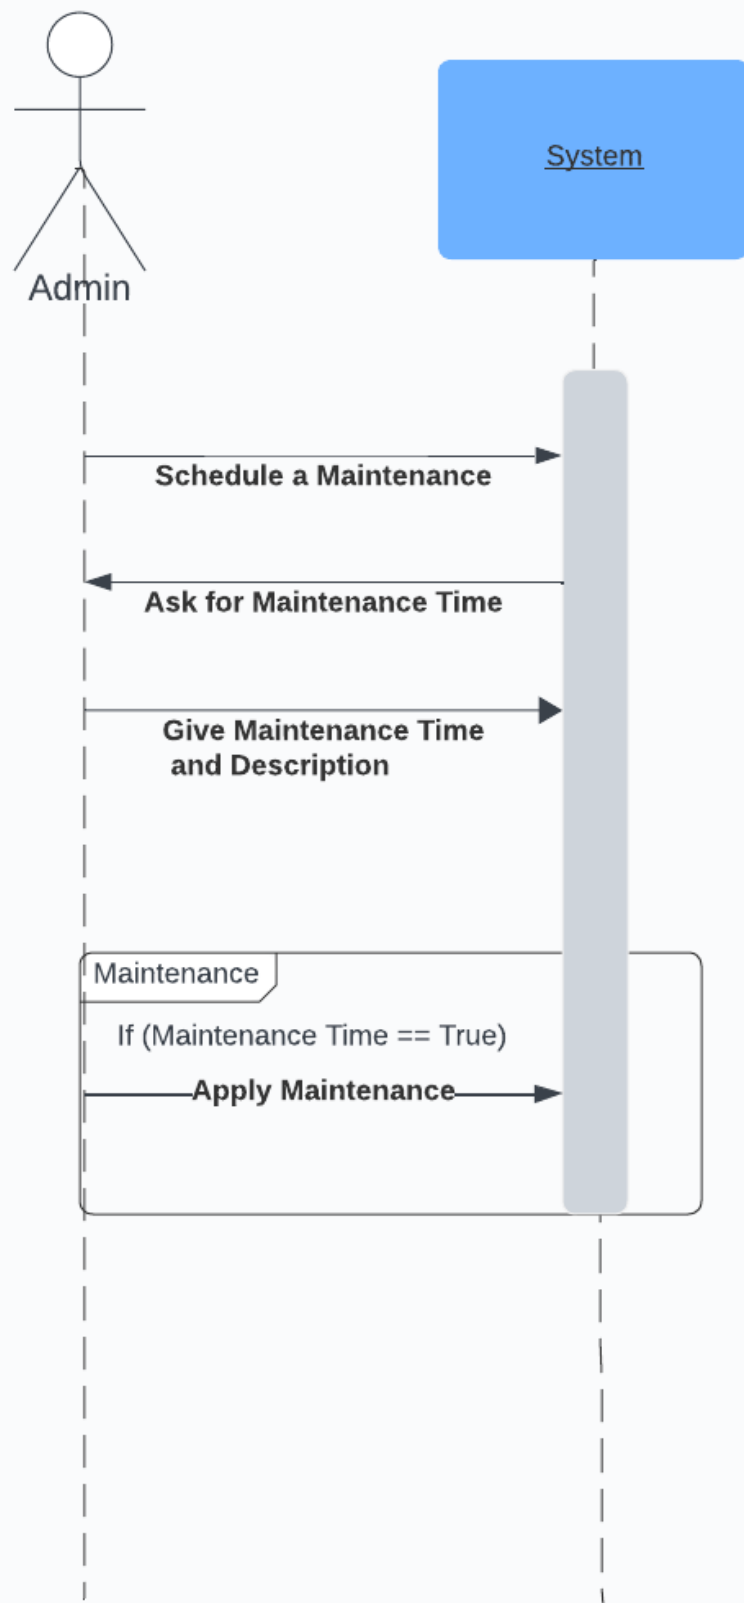 System
Admin
Schedule a Maintenance
Ask for Maintenance Time
Give Maintenance Time
and Description
Maintenance
If (Maintenance Time == True)
Apply Maintenance